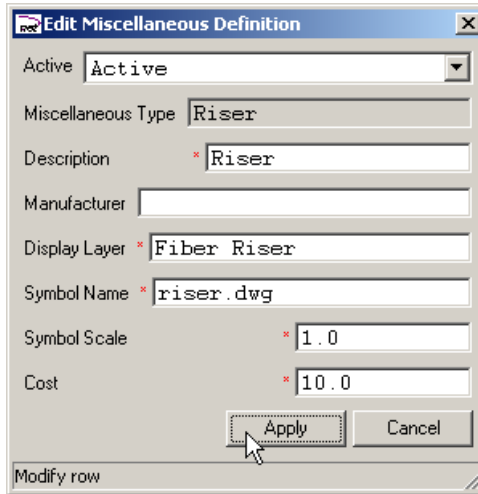 Edit Miscellaneous Definition
Active Active
Miscellaneous Type Riser
Description * Riser
Manufacturer
Display Layer * Fiber Riser
Symbol Name * riser.dwg
Symbol Scale * 1.0
Cost * 10.0
Apply Cancel
Modify row